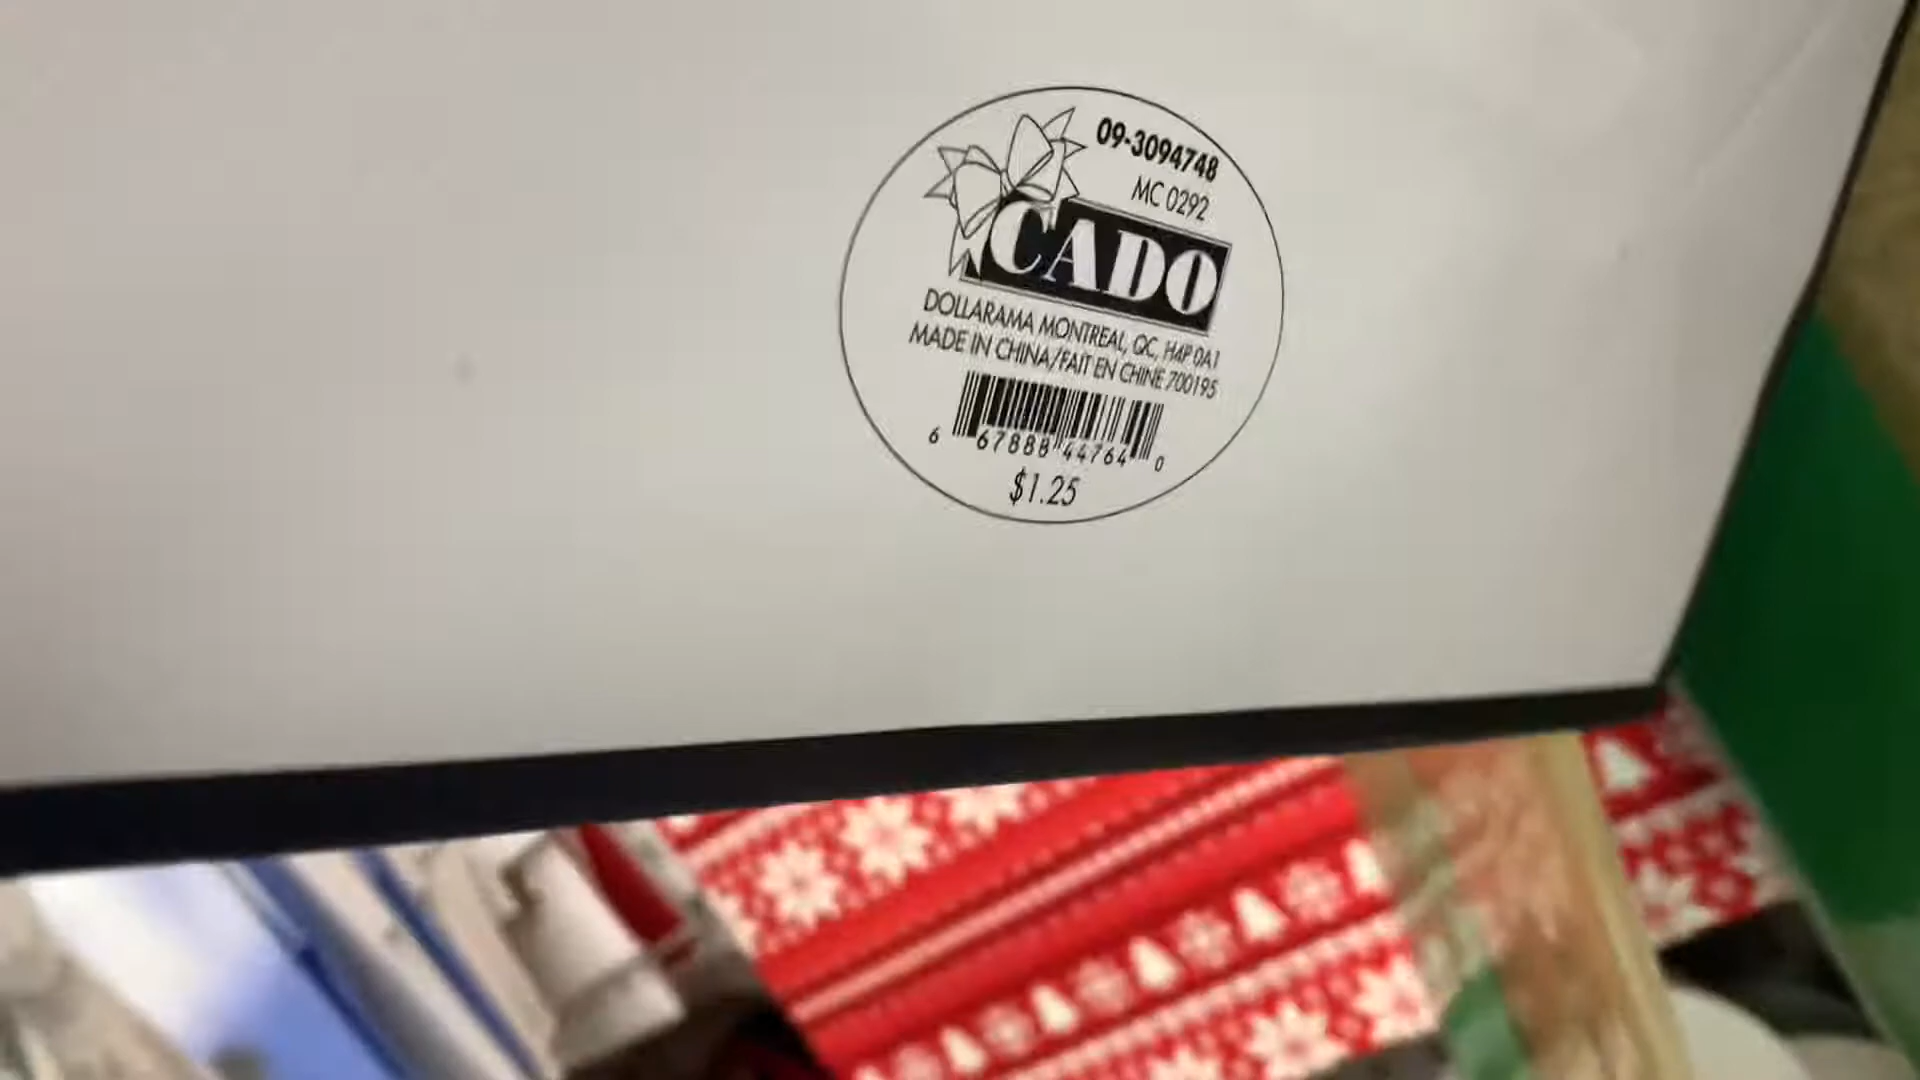 09-3094748
MC 0292
CADO
DOLLARAMA MONTREAL, QC, H4P 0A1
MADE IN CHINA/FAIT EN CHINE 700195
6 67888 44764 0
$1.25